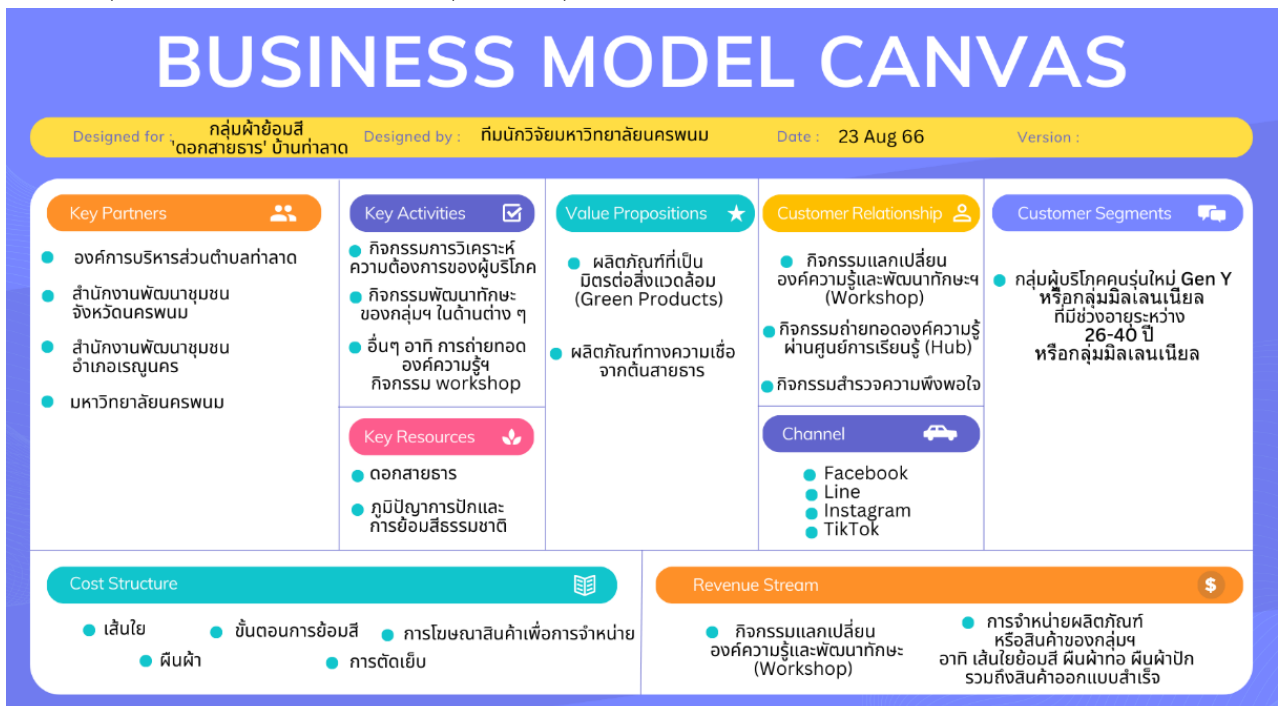 BUSINESS MODEL CANVAS
Designed for :
กลุ่มผ้าย้อมสี
'ดอกสายธาร' บ้านท่าลาด
Designed by :
ทีมนักวิจัยมหาวิทยาลัยนครพนม
Date :
23 Aug 66
Version :
Key Partners
องค์การบริหารส่วนตำบลท่าลาด
สำนักงานพัฒนาชุมชน
จังหวัดนครพนม
สำนักงานพัฒนาชุมชน
อำเภอเรณูนคร
มหาวิทยาลัยนครพนม
Key Activities
กิจกรรมการวิเคราะห์
ความต้องการของผู้บริโภค
กิจกรรมพัฒนาทักษะ
ของกลุ่มฯ ในด้านต่าง ๆ
อื่นๆ อาทิ การถ่ายทอด
องค์ความรู้ฯ
กิจกรรม workshop
Key Resources
ดอกสายธาร
ภูมิปัญาการปักและ
การย้อมสีธรรมชาติ
Value Propositions
ผลิตภัณฑ์ที่เป็น
มิตรต่อสิ่งแวดล้อม
(Green Products)
ผลิตภัณฑ์ทางความเชื่อ
จากต้นสายธาร
Customer Relationship
กิจกรรมแลกเปลี่ยน
องค์ความรู้และพัฒนาทักษะฯ
(Workshop)
กิจกรรมถ่ายทอดองค์ความรู้
ผ่านศูนย์การเรียนรู้ (Hub)
กิจกรรมสำรวจความพึงพอใจ
Channel
Facebook
Line
Instagram
TikTok
Customer Segments
กลุ่มผู้บริโภคคนรุ่นใหม่ Gen Y
หรือกลุ่มมิลเลนเนียล
ที่มีช่วงอายุระหว่าง
26-40 ปี
หรือกลุ่มมิลเลนเนียล
Cost Structure
เส้นใย
ขั้นตอนการย้อมสี
การโฆษณาสินค้าเพื่อการจำหน่าย
ผืนผ้า
การตัดเย็บ
Revenue Stream
$
กิจกรรมแลกเปลี่ยน
องค์ความรู้และพัฒนาทักษะ
(Workshop)
การจำหน่ายผลิตภัณฑ์
หรือสินค้าของกลุ่มฯ
อาทิ เส้นใยย้อมสี ผืนผ้าทอ ผืนผ้าปัก
รวมถึงสินค้าออกแบบสำเร็จ